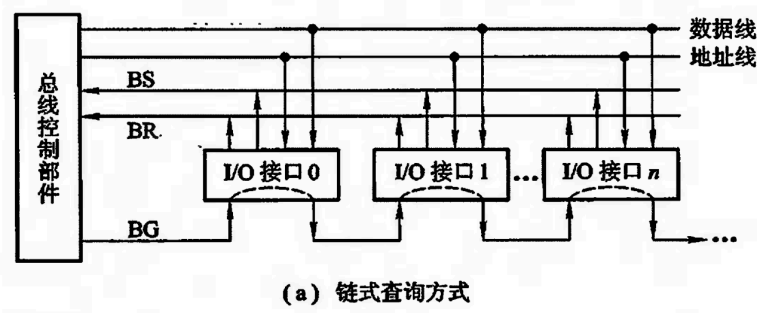 数据线
地址线
BS
BR
总线控制部件
I/O 接口 0
I/O 接口 1
...
I/O 接口 n
BG
...
(a) 链式查询方式